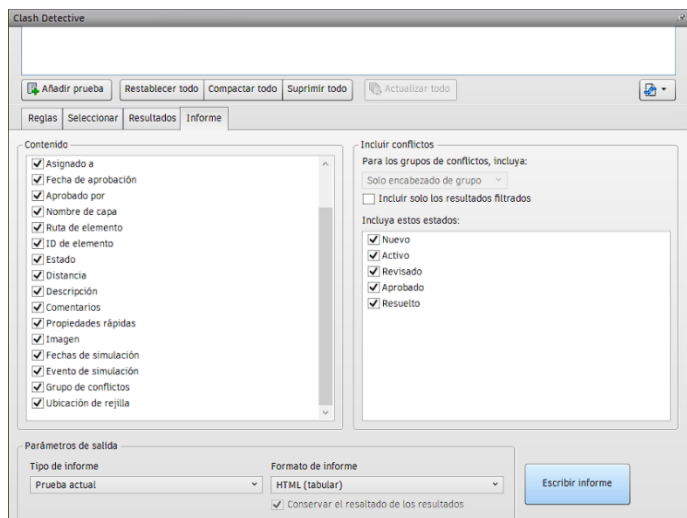 Clash Detective
Añadir prueba
Restablecer todo
Compactar todo
Suprimir todo
Actualizar todo
Reglas
Seleccionar
Resultados
Informe
Contenido
Asignado a
Fecha de aprobación
Aprobado por
Nombre de capa
Ruta de elemento
ID de elemento
Estado
Distancia
Descripción
Comentarios
Propiedades rápidas
Imagen
Fechas de simulación
Evento de simulación
Grupo de conflictos
Ubicación de rejilla
Incluir conflictos
Para los grupos de conflictos, incluya:
Solo encabezado de grupo
Incluir solo los resultados filtrados
Incluya estos estados:
Nuevo
Activo
Revisado
Aprobado
Resuelto
Parámetros de salida
Tipo de informe
Prueba actual
Formato de informe
HTML (tabular)
Conservar el resaltado de los resultados
Escribir informe